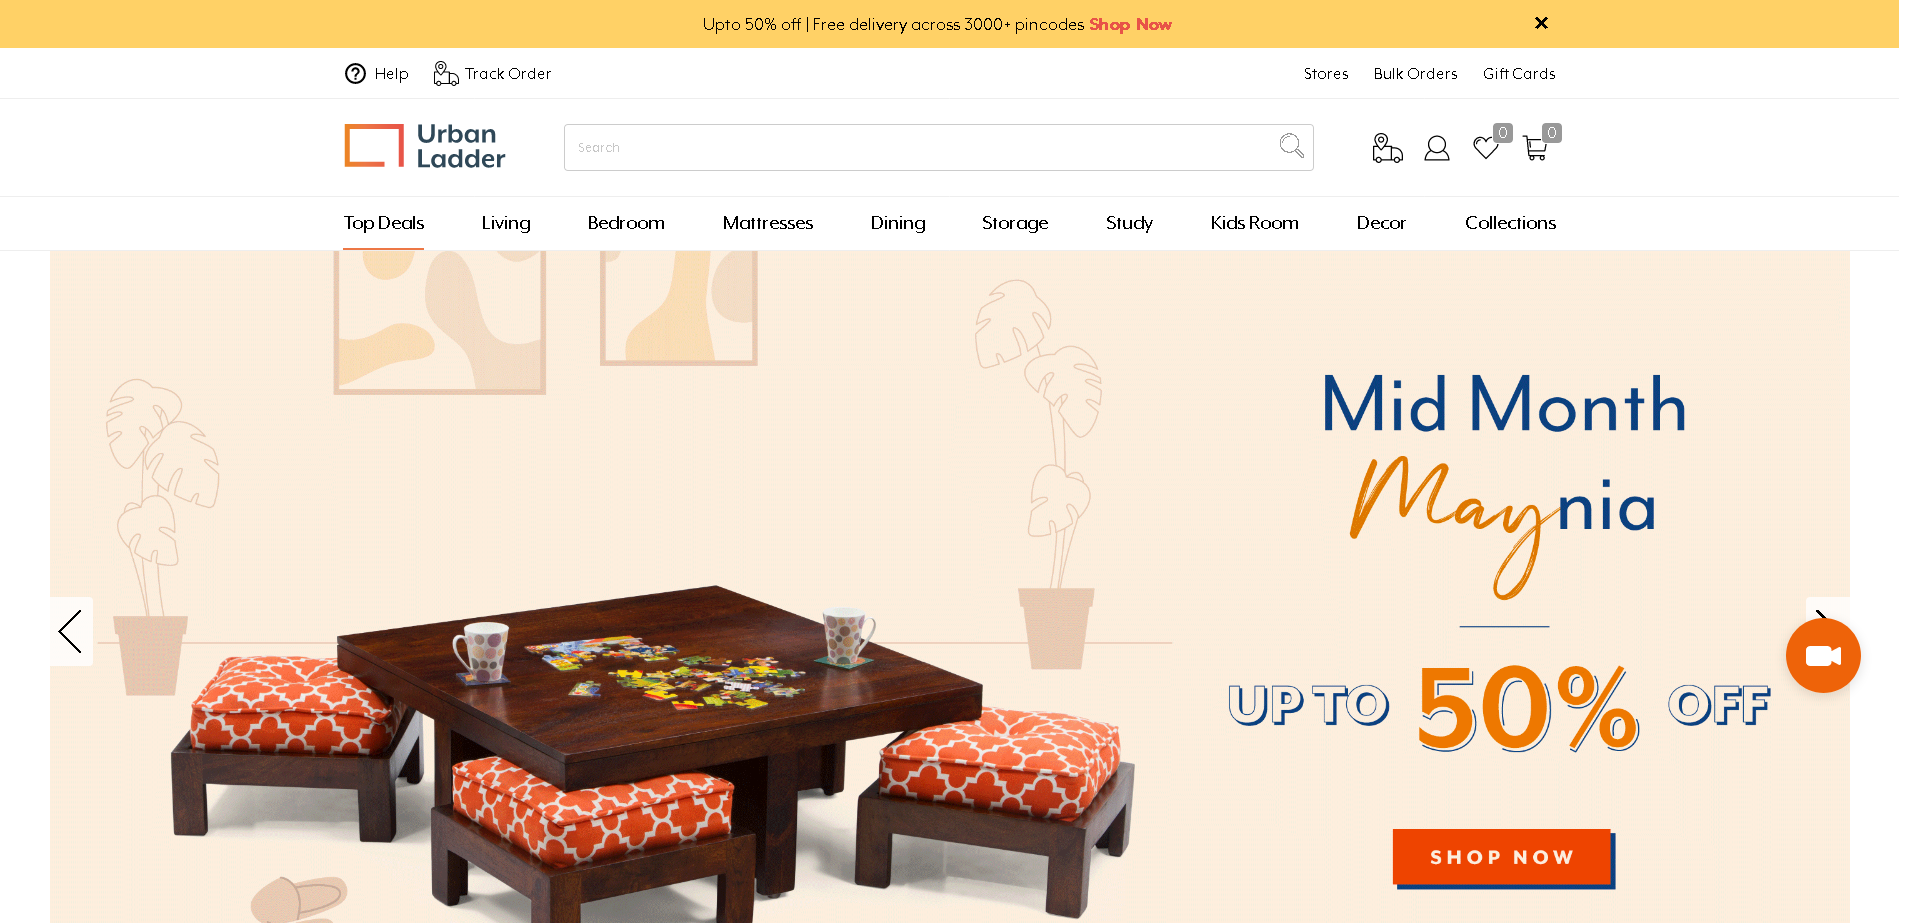 Upto 50% off | Free delivery across 3000+ pincodes Shop Now
Help
Track Order
Stores
Bulk Orders
Gift Cards
Urban
Ladder
Search
0
0
Top Deals
Living
Bedroom
Mattresses
Dining
Storage
Study
Kids Room
Decor
Collections
Mid Month
Maynia
UP TO 50% OFF
SHOP NOW